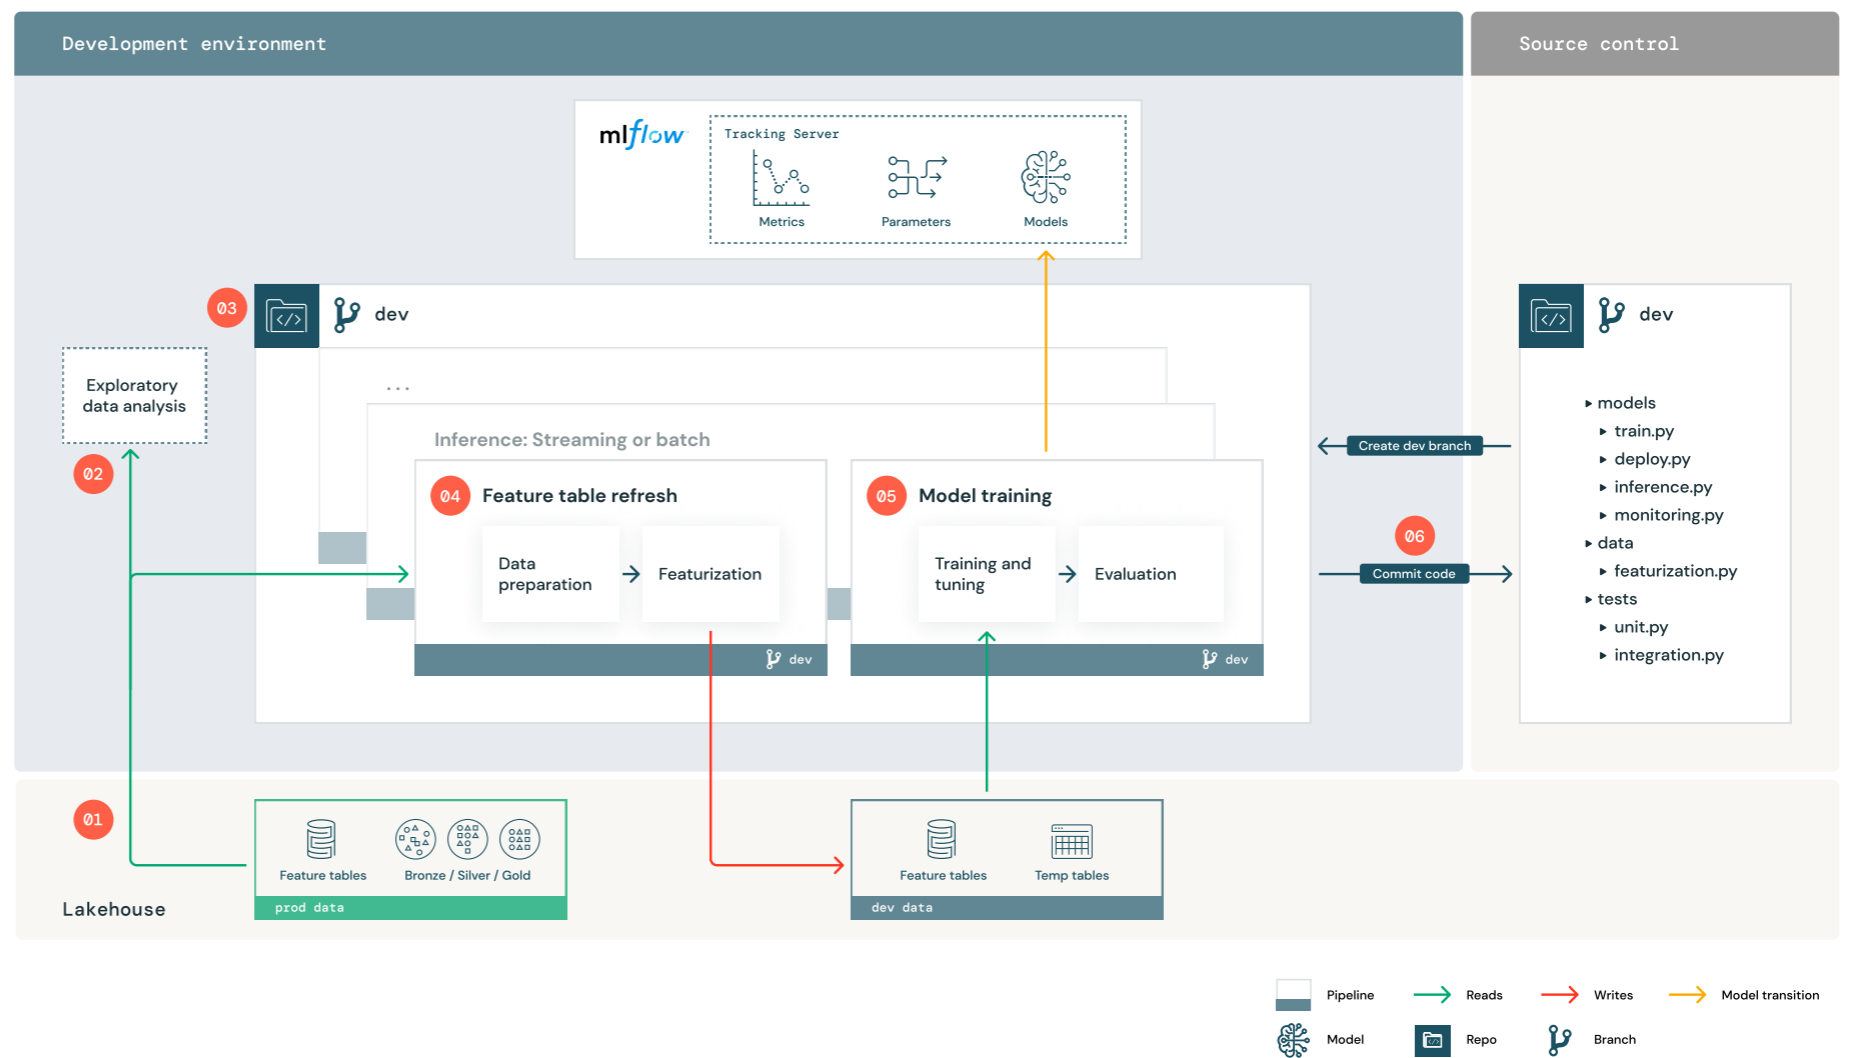 Development environment
Source control
mlflow
Tracking Server
Metrics
Parameters
Models
03
dev
dev
Exploratory
data analysis
...
Inference: Streaming or batch
02
04
Feature table refresh
Data
preparation
Featurization
dev
05
Model training
Training and
tuning
Evaluation
dev
Create dev branch
06
Commit code
models
train.py
deploy.py
inference.py
monitoring.py
data
featurization.py
tests
unit.py
integration.py
01
Lakehouse
Feature tables
Bronze / Silver / Gold
prod data
Feature tables
Temp tables
dev data
Pipeline
Reads
Writes
Model transition
Model
Repo
Branch